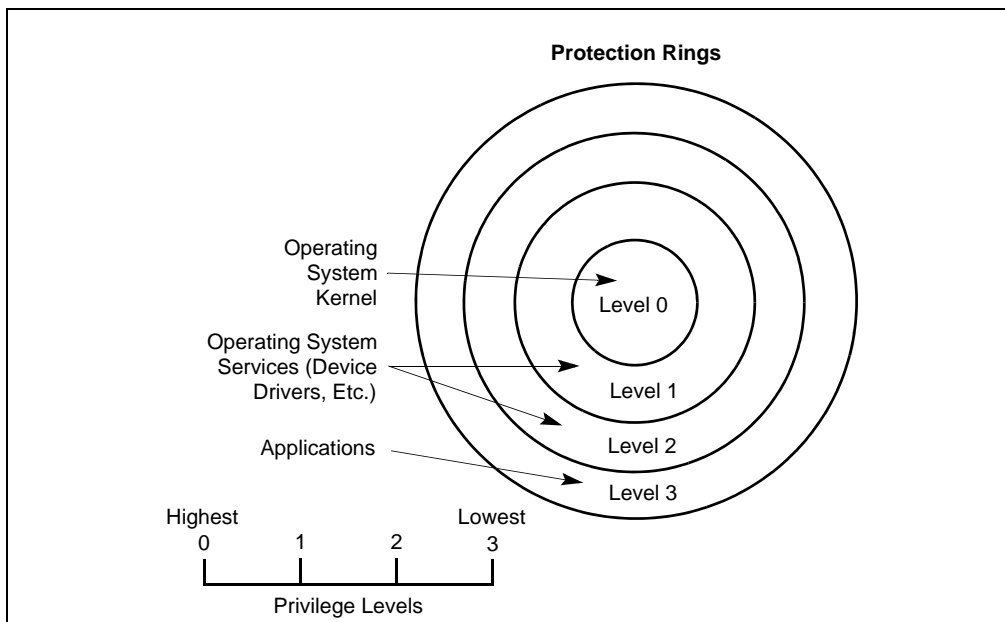 Protection Rings
Operating
System
Kernel
Level 0
Operating System
Services (Device
Drivers, Etc.)
Level 1
Level 2
Applications
Level 3
Highest
Lowest
0
1
2
3
Privilege Levels